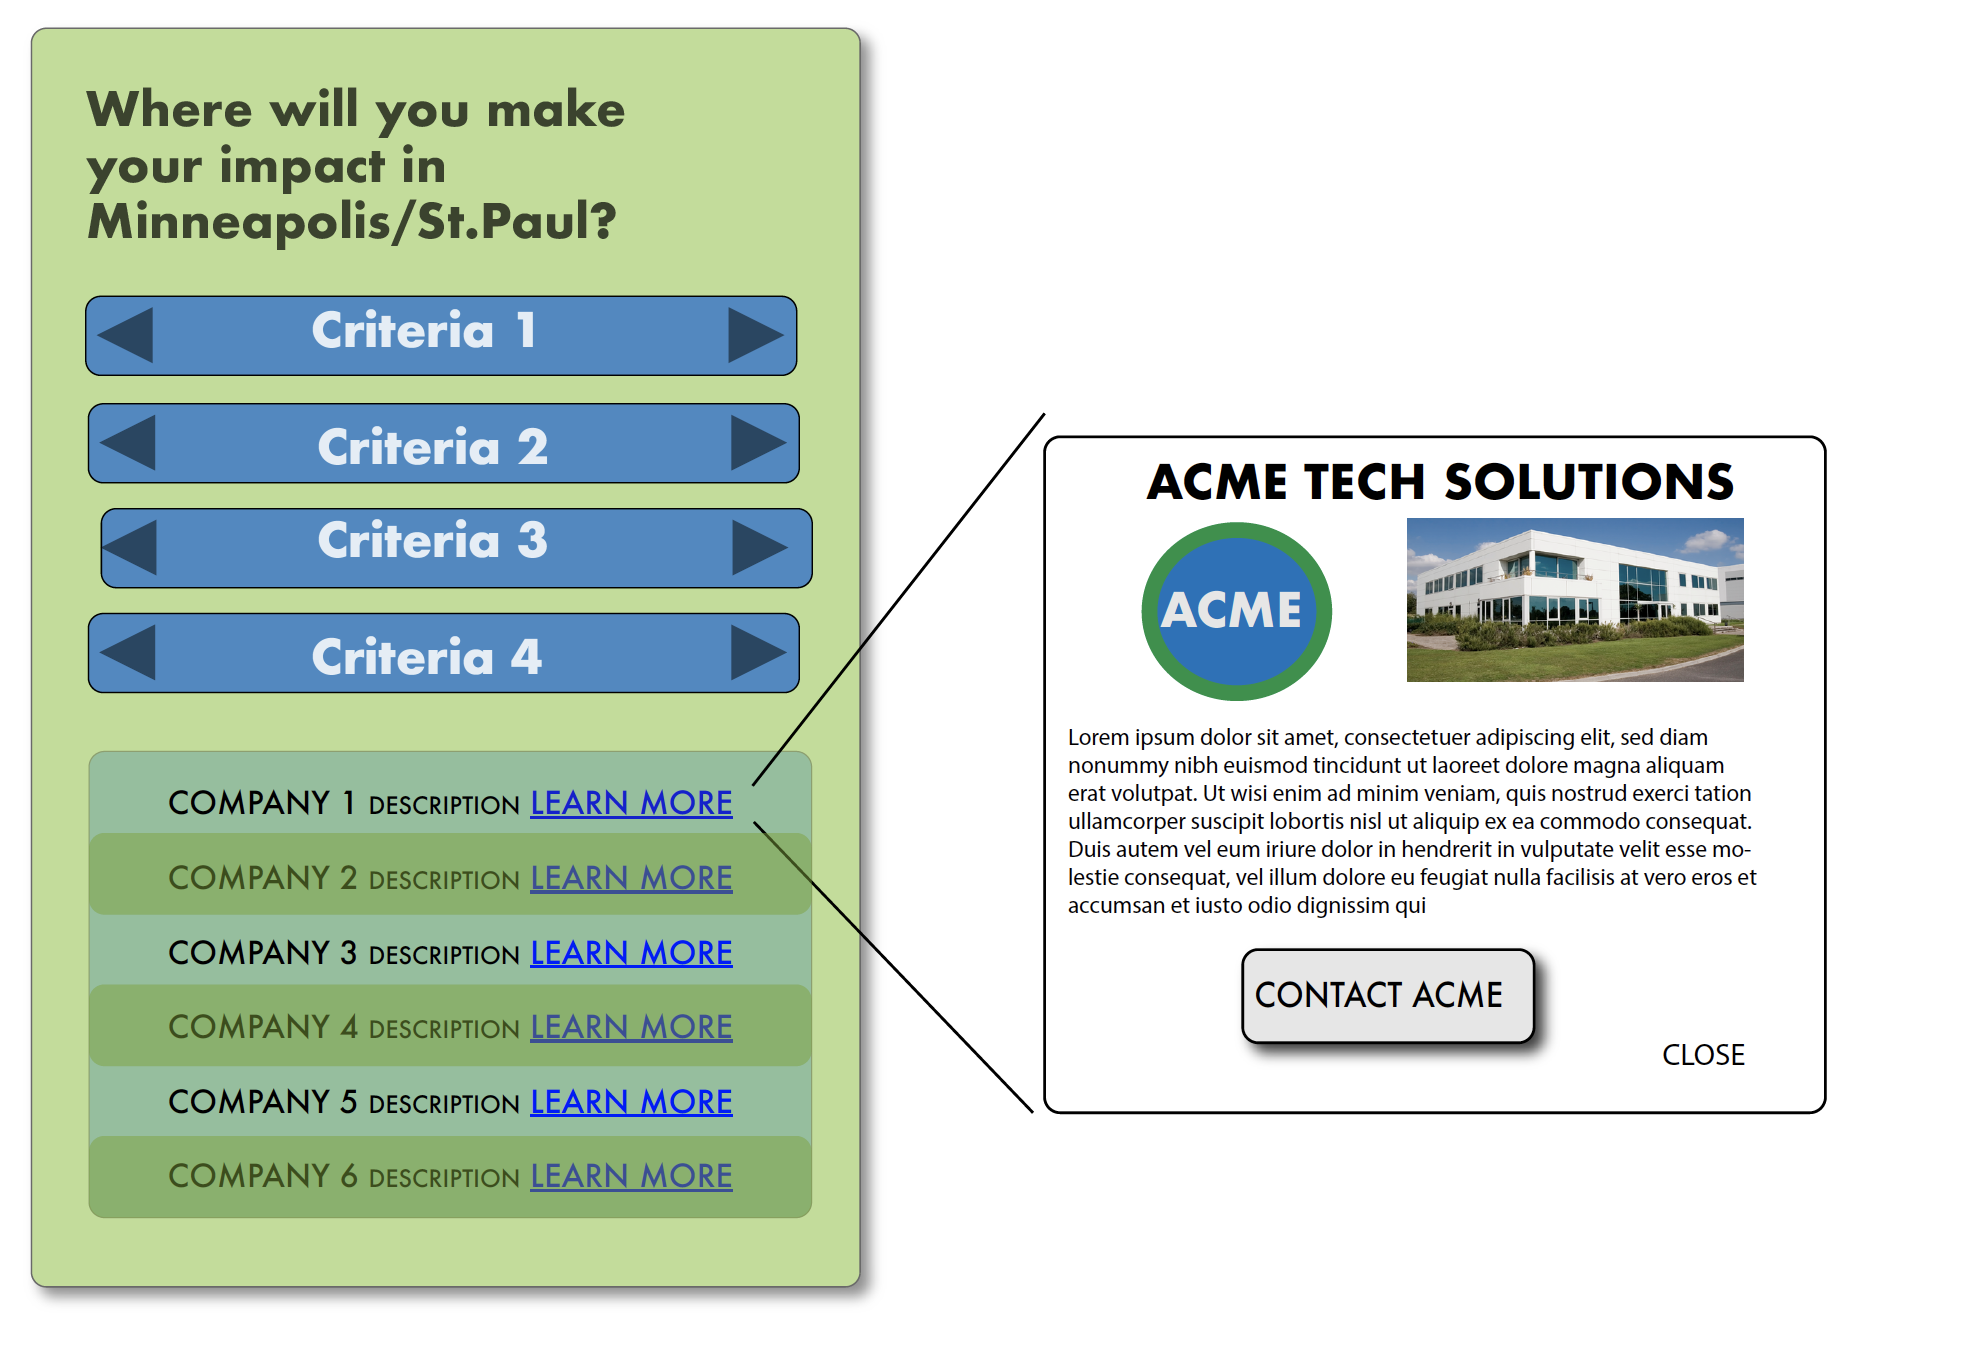 Where will you make
your impact in
Minneapolis/St.Paul?
Criteria 1
Criteria 2
Criteria 3
Criteria 4
COMPANY 1 DESCRIPTION LEARN MORE
COMPANY 2 DESCRIPTION LEARN MORE
COMPANY 3 DESCRIPTION LEARN MORE
COMPANY 4 DESCRIPTION LEARN MORE
COMPANY 5 DESCRIPTION LEARN MORE
COMPANY 6 DESCRIPTION LEARN MORE
ACME TECH SOLUTIONS
ACME
Lorem ipsum dolor sit amet, consectetuer adipiscing elit, sed diam
nonummy nibh euismod tincidunt ut laoreet dolore magna aliquam
erat volutpat. Ut wisi enim ad minim veniam, quis nostrud exerci tation
ullamcorper suscipit lobortis nisl ut aliquip ex ea commodo consequat.
Duis autem vel eum iriure dolor in hendrerit in vulputate velit esse mo-
lestie consequat, vel illum dolore eu feugiat nulla facilisis at vero eros et
accumsan et iusto odio dignissim qui
CONTACT ACME
CLOSE